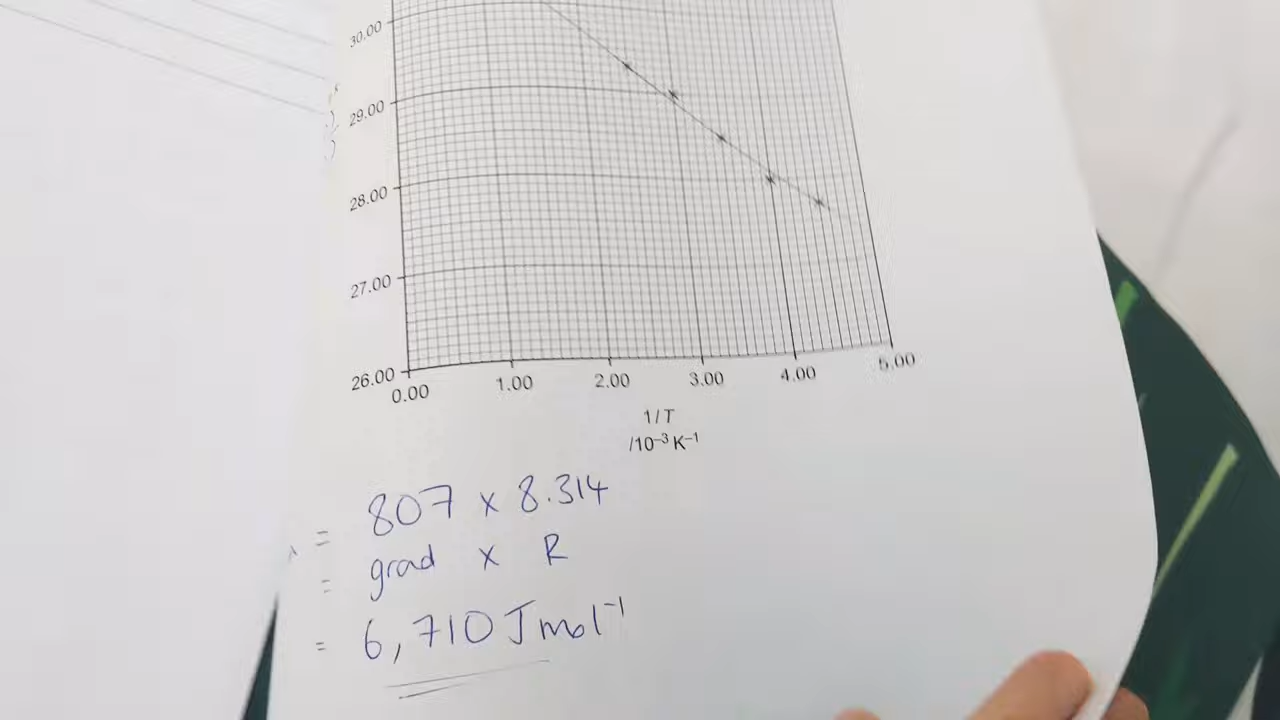 30.00
29.00
28.00
27.00
26.00
0.00 1.00 2.00 3.00 4.00 5.00
1/T
/10⁻³ K⁻¹
= 807 x 8.314
= grad x R
= 6,710 J mol⁻¹